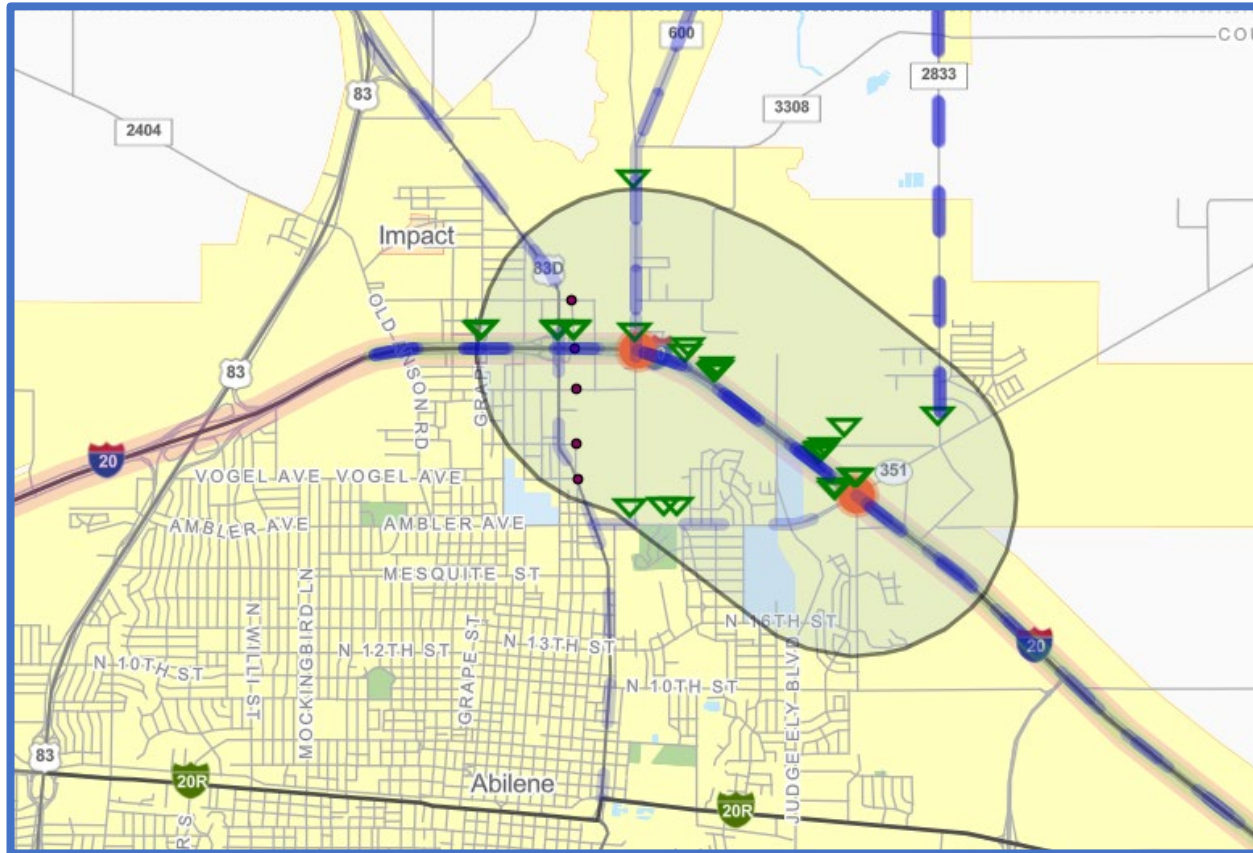 600
COU
83
2833
3308
2404
Impact
83D
OLD
NSON RD
GRAPE
83
20
351
VOGEL AVE VOGEL AVE
AMBLER AVE
AMBLER AVE
MESQUITE ST
N WILLI ST
MOCKINGBIRD LN
GRAPE ST
N 13TH ST
N 16TH ST
N 12TH ST
N 10TH ST
N 10TH ST
JUDGE ELY BLVD
20
83
20R
Abilene
20R
R S